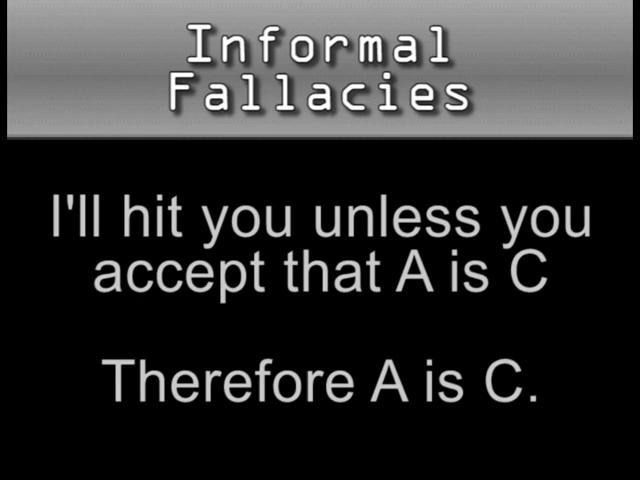 Informal
Fallacies
I'll hit you unless you
accept that A is C
Therefore A is C.